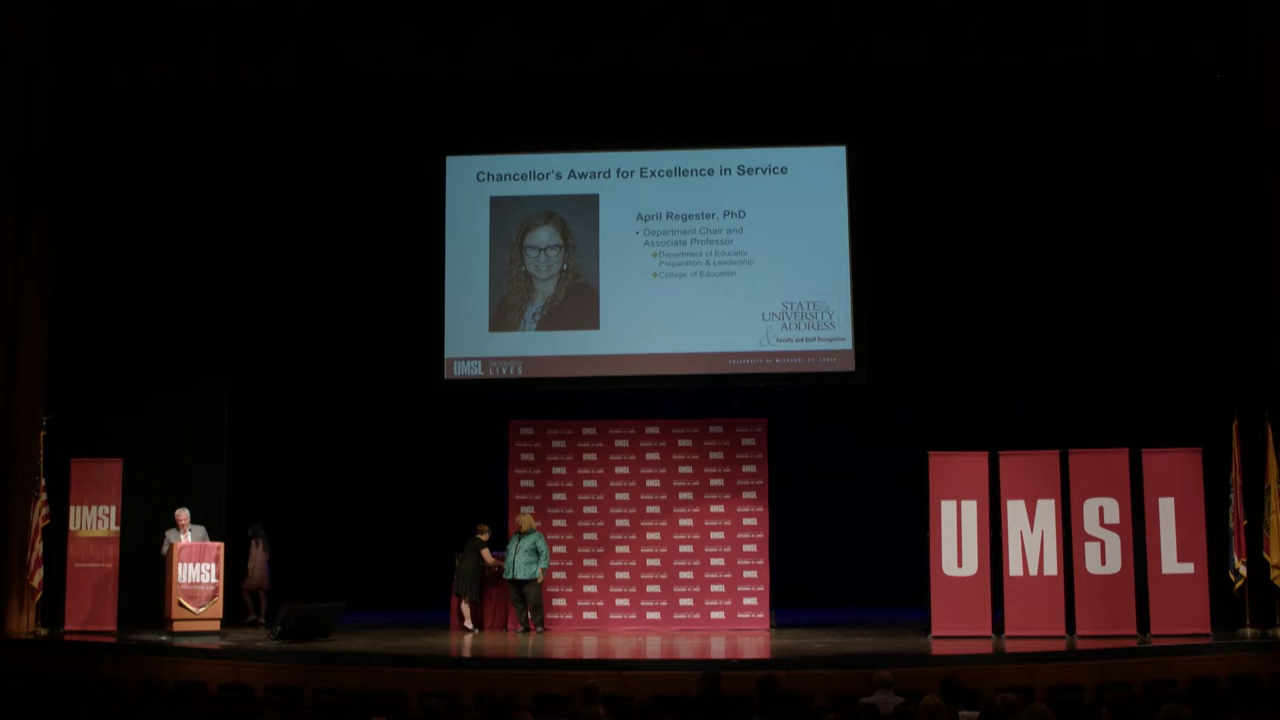 Chancellor's Award for Excellence in Service
April Regester, PhD
• Department Chair and
Associate Professor
◆Department of Educator
Preparation & Leadership
◆College of Education
STATE
UNIVERSITY
ADDRESS
& Faculty and Staff Recognition
UMSL
LIVES
UNIVERSITY OF MISSOURI-ST. LOUIS
UMSL
UMSL
U M S L